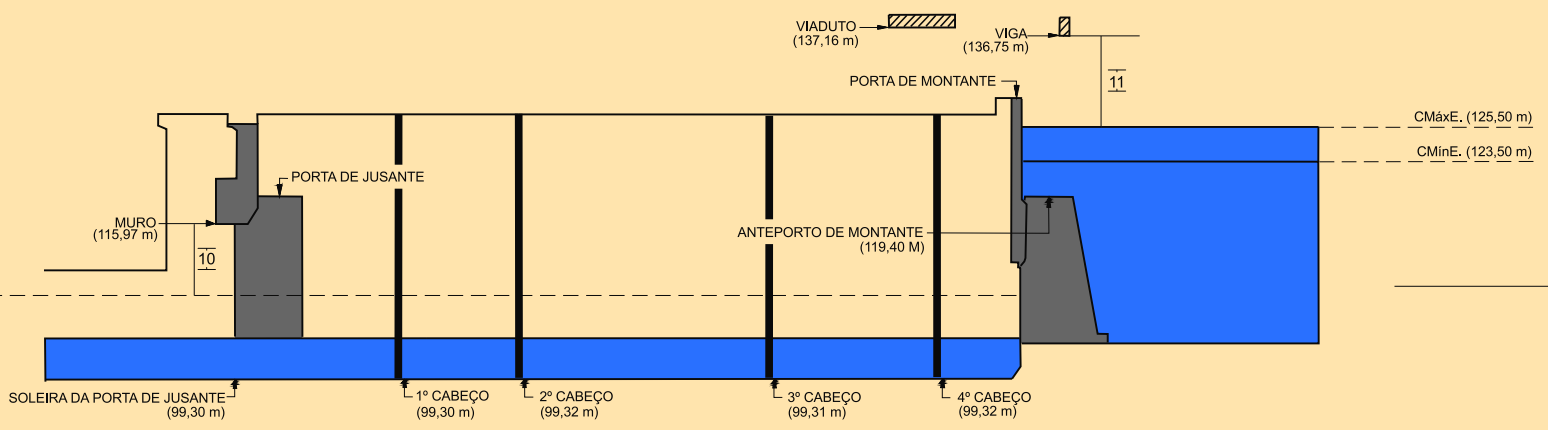 VIADUTO
(137,16 m)
VIGA
(136,75 m)
11
PORTA DE MONTANTE
CMáxE. (125,50 m)
CMínE. (123,50 m)
PORTA DE JUSANTE
MURO
(115,97 m)
10
ANTEPORTO DE MONTANTE
(119,40 M)
SOLEIRA DA PORTA DE JUSANTE
(99,30 m)
1º CABEÇO
(99,30 m)
2º CABEÇO
(99,32 m)
3º CABEÇO
(99,31 m)
4º CABEÇO
(99,32 m)